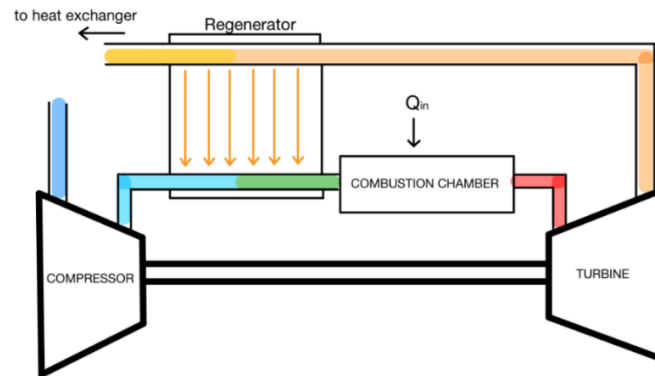 to heat exchanger
Regenerator
Qin
COMBUSTION CHAMBER
COMPRESSOR
TURBINE